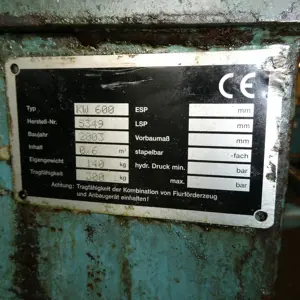 CE
Typ KW 600 ESP mm
Herstell-Nr. 5349 LSP mm
Baujahr 2003 Vorbaumaß mm
Inhalt 0.6 m³ stapelbar -fach
Eigengewicht 140 kg hydr. Druck min. bar
Tragfähigkeit 300 kg max. bar
Achtung: Tragfähigkeit der Kombination von Flurförderzeug
und Anbaugerät einhalten!